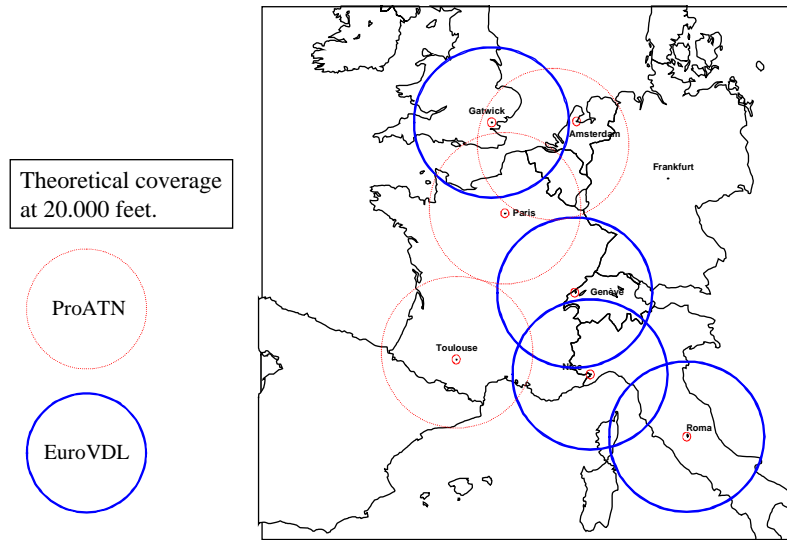 Theoretical coverage
at 20.000 feet.
ProATN
EuroVDL
Gatwick
Amsterdam
Frankfurt
Paris
Genève
Toulouse
Nice
Roma